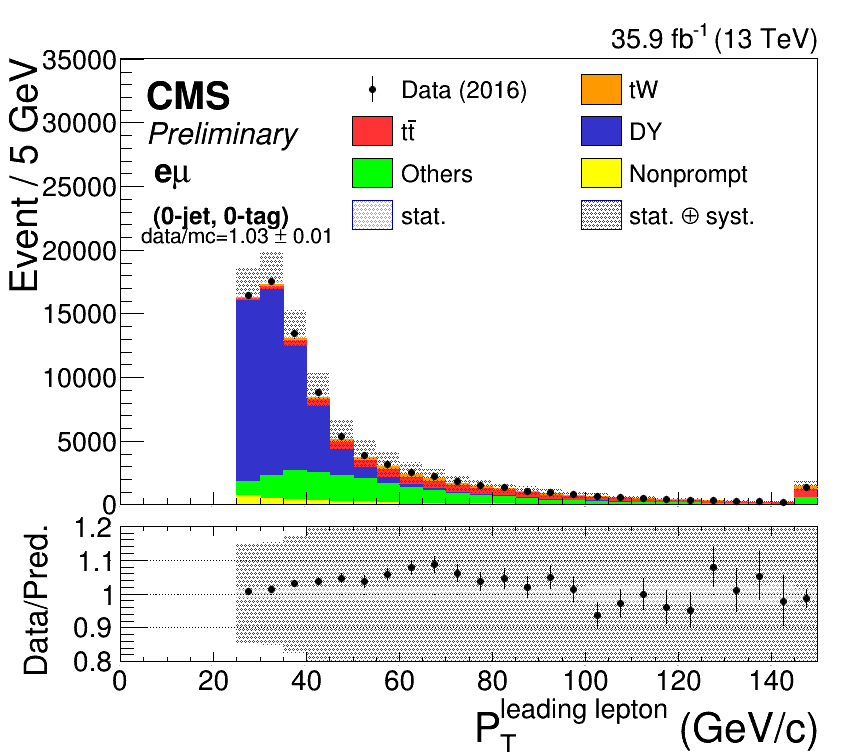 35.9 fb⁻¹ (13 TeV)
Event / 5 GeV
35000
30000
25000
20000
15000
10000
5000
0
CMS
Preliminary
eμ
(0-jet, 0-tag)
data/mc=1.03 ± 0.01
Data (2016)
tW
tt̄
DY
Others
Nonprompt
stat.
stat. ⊕ syst.
Data/Pred.
1.2
1.1
1
0.9
0.8
0 20 40 60 80 100 120 140
P_T^leading lepton (GeV/c)